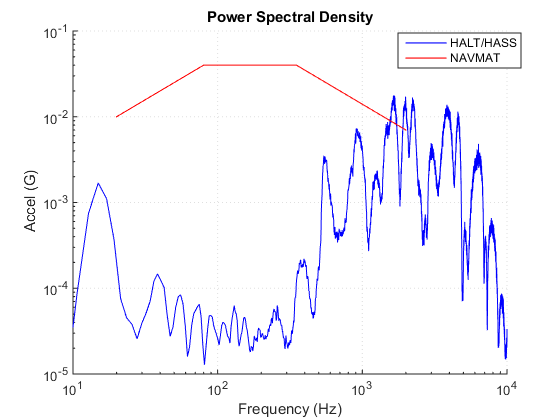 Power Spectral Density
HALT/HASS
NAVMAT
Accel (G)
10^-1
10^-2
10^-3
10^-4
10^-5
10^1
10^2
10^3
10^4
Frequency (Hz)